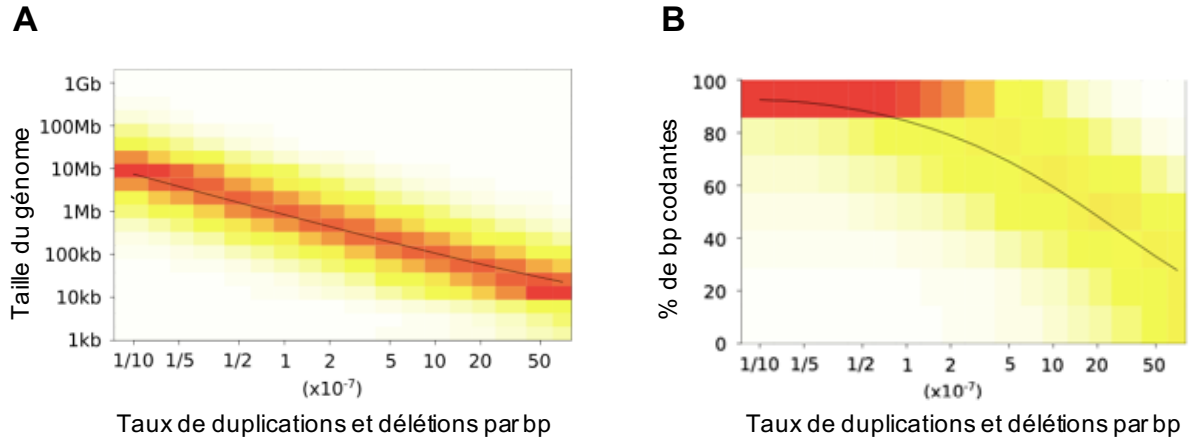 A
B
Taille du génome
1Gb
100Mb
10Mb
1Mb
100kb
10kb
1kb
1/10 1/5 1/2 1 2 5 10 20 50
(x10⁻⁷)
Taux de duplications et délétions par bp
% de bp codantes
100
80
60
40
20
0
1/10 1/5 1/2 1 2 5 10 20 50
(x10⁻⁷)
Taux de duplications et délétions par bp